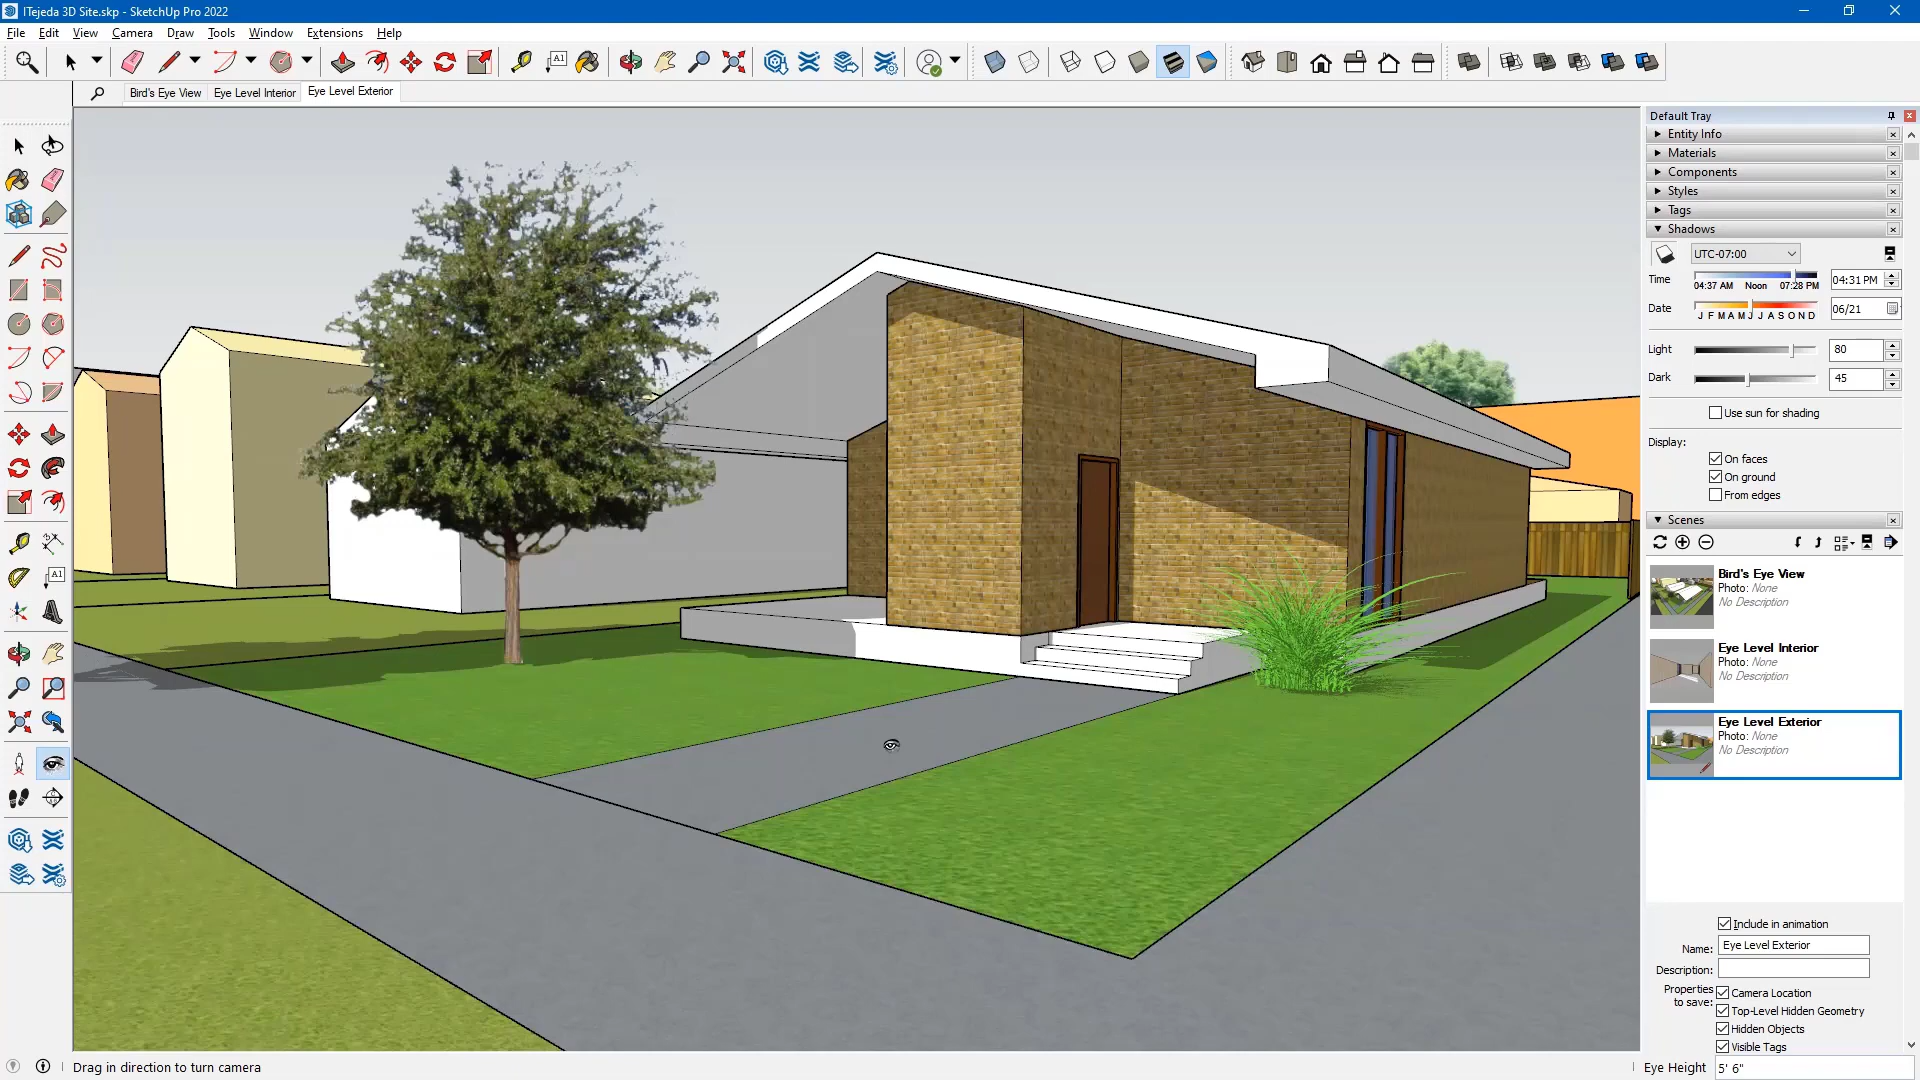 ITejeda 3D Site.skp - SketchUp Pro 2022
File Edit View Camera Draw Tools Window Extensions Help
A1
Bird's Eye View Eye Level Interior Eye Level Exterior
Default Tray
Entity Info
Materials
Components
Styles
Tags
Shadows
UTC-07:00
Time 04:37 AM Noon 07:28 PM 04:31 PM
Date J F M A M J J A S O N D 06/21
Light 80
Dark 45
Use sun for shading
Display:
On faces
On ground
From edges
Scenes
Bird's Eye View
Photo: None
No Description
Eye Level Interior
Photo: None
No Description
Eye Level Exterior
Photo: None
No Description
A1
Include in animation
Name: Eye Level Exterior
Description:
Properties to save:
Camera Location
Top-Level Hidden Geometry
Hidden Objects
Visible Tags
Drag in direction to turn camera
Eye Height 5' 6"